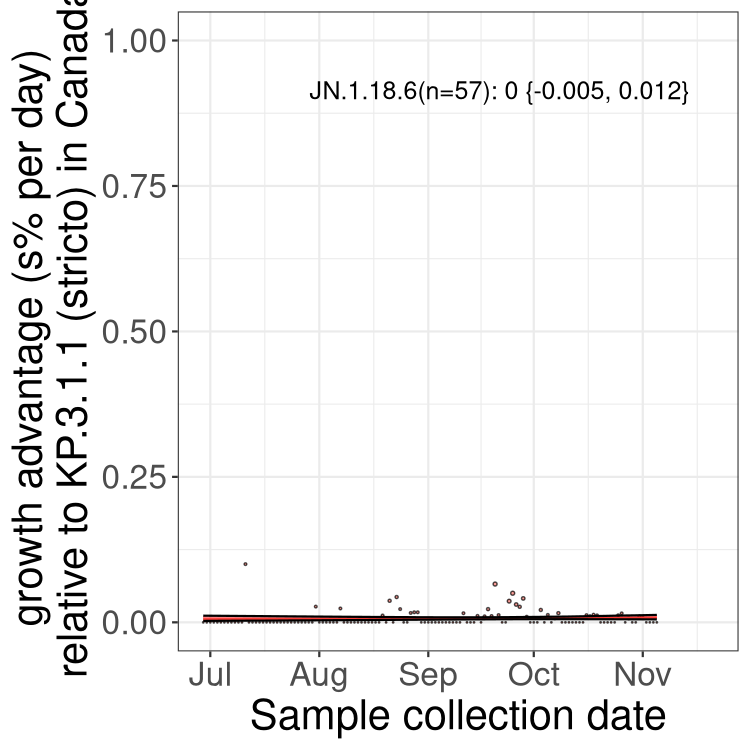 growth advantage (s% per day)
relative to KP.3.1.1 (stricto) in Canada
1.00
0.75
0.50
0.25
0.00
JN.1.18.6(n=57): 0 {-0.005, 0.012}
Jul Aug Sep Oct Nov
Sample collection date